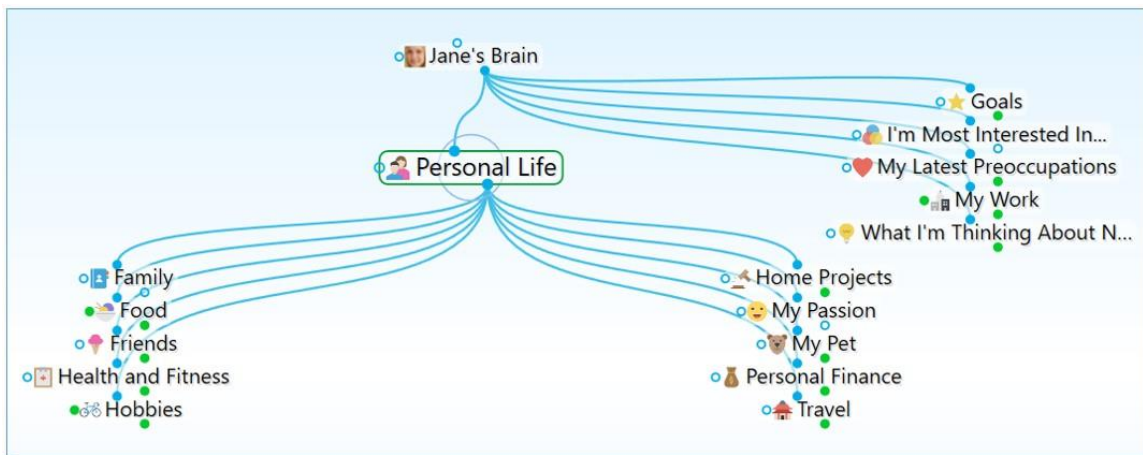 Jane's Brain
Goals
I'm Most Interested In...
My Latest Preoccupations
My Work
What I'm Thinking About N...
Personal Life
Family
Food
Friends
Health and Fitness
Hobbies
Home Projects
My Passion
My Pet
Personal Finance
Travel